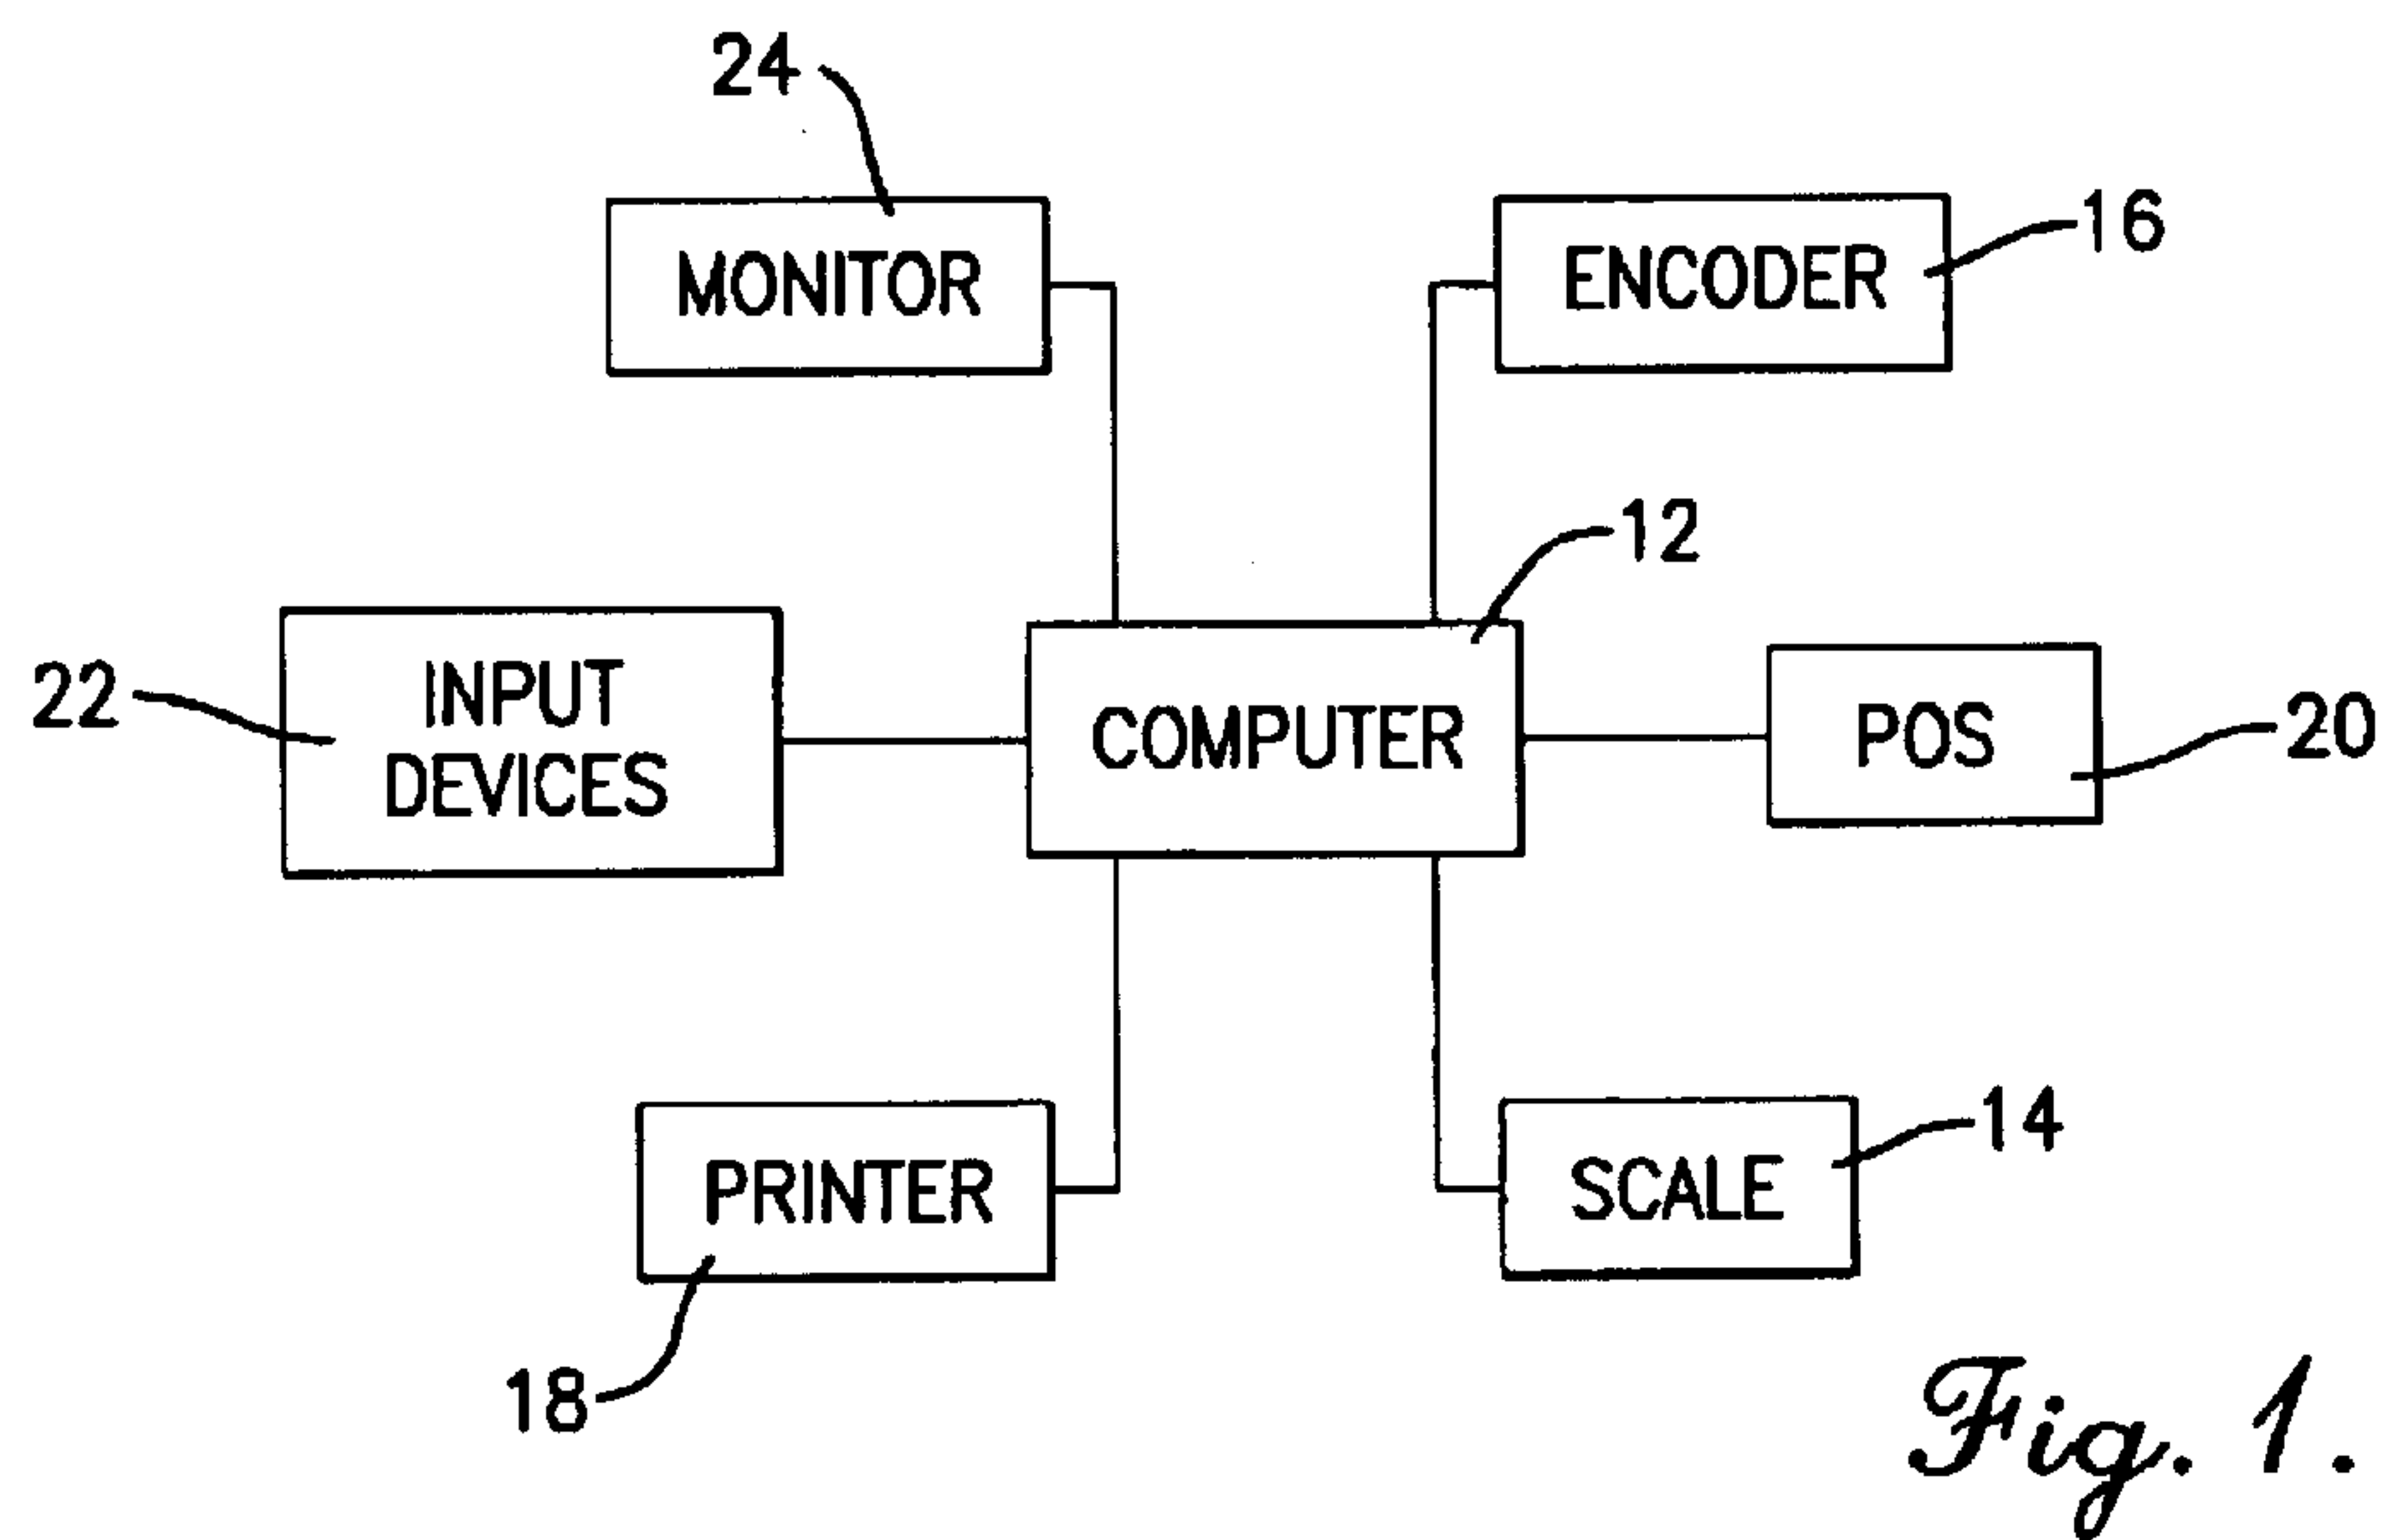 24
MONITOR
ENCODER
16
12
22
INPUT
DEVICES
COMPUTER
POS
20
PRINTER
SCALE
14
18
Fig. 1.